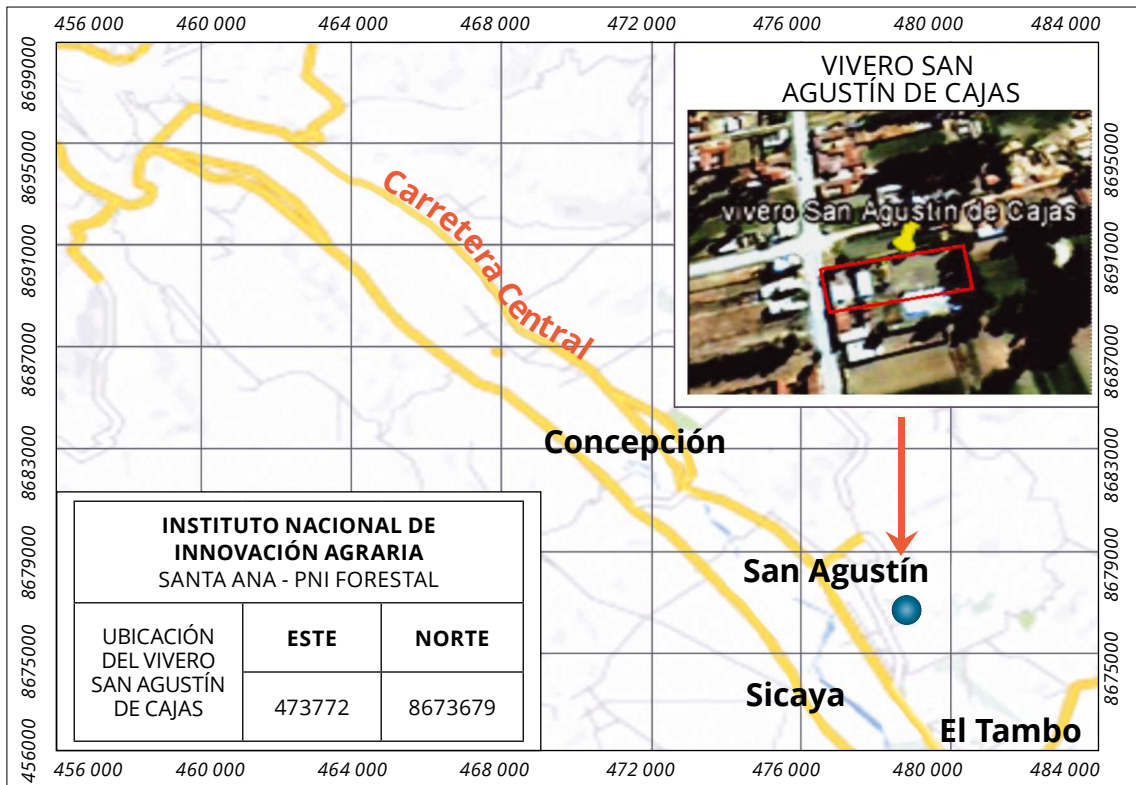 456 000
460 000
464 000
468 000
472 000
476 000
480 000
484 000
8699000
8695000
8691000
8687000
8683000
8679000
8675000
456000
VIVERO SAN
AGUSTÍN DE CAJAS
vivero San Agustin de Cajas
8695000
8691000
8687000
8683000
8679000
8675000
Carretera Central
Concepción
San Agustín
Sicaya
El Tambo
INSTITUTO NACIONAL DE
INNOVACIÓN AGRARIA
SANTA ANA - PNI FORESTAL
UBICACIÓN
DEL VIVERO
SAN AGUSTÍN
DE CAJAS
ESTE
NORTE
473772
8673679
456 000
460 000
464 000
468 000
472 000
476 000
480 000
484 000